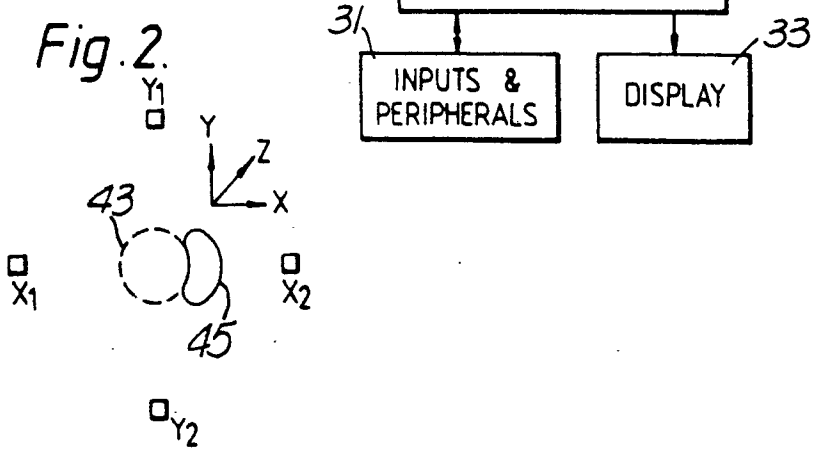 Fig. 2.
31
INPUTS &
PERIPHERALS
33
DISPLAY
Y1
Y
Z
X
43
X1
X2
45
Y2